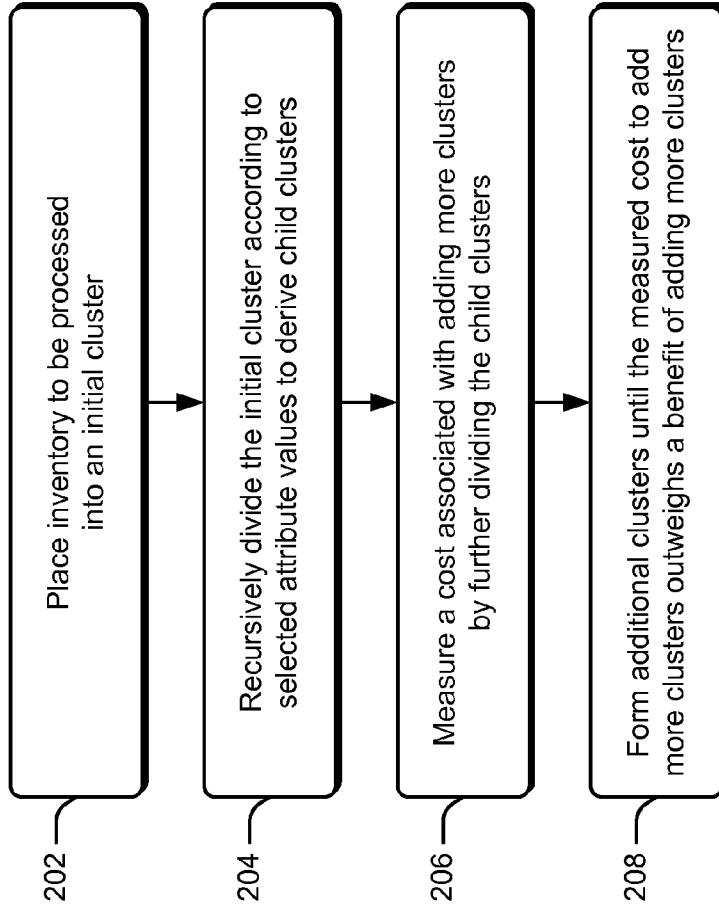 202
Place inventory to be processed
into an initial cluster
204
Recursively divide the initial cluster according to
selected attribute values to derive child clusters
206
Measure a cost associated with adding more clusters
by further dividing the child clusters
208
Form additional clusters until the measured cost to add
more clusters outweighs a benefit of adding more clusters